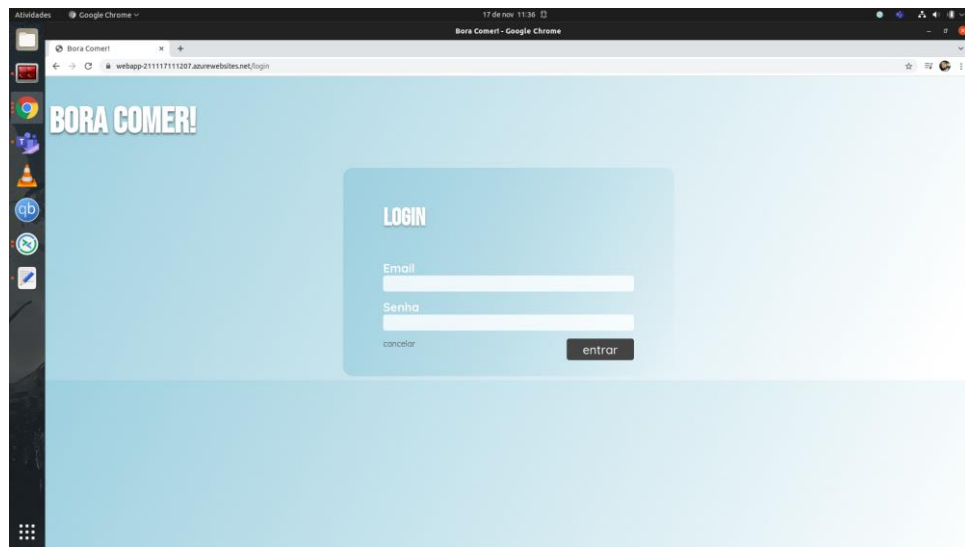 Atividades Google Chrome 17 de nov 11:36
Bora Comer! - Google Chrome
Bora Comer!
webapp-211117111207.azurewebsites.net/login
BORA COMER!
LOGIN
Email
Senha
cancelar
entrar
qb